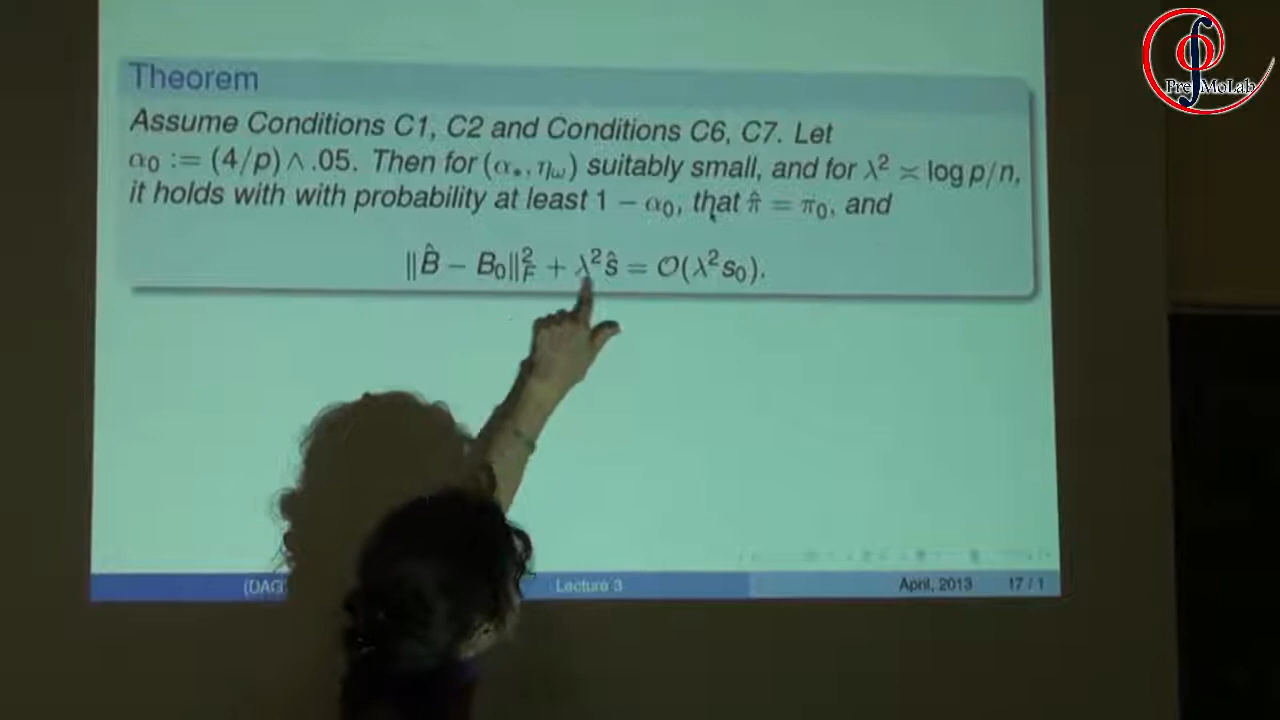 PreMoLab
Theorem
Assume Conditions C1, C2 and Conditions C6, C7. Let
α₀ := (4/p) ∧ .05. Then for (α*, η_ω) suitably small, and for λ² ≍ log p/n,
it holds with with probability at least 1 − α₀, that π̂ = π₀, and
‖B̂ − B₀‖²_F + λ²ŝ = O(λ²s₀).
(DAG
Lecture 3
April, 2013 17 / 1